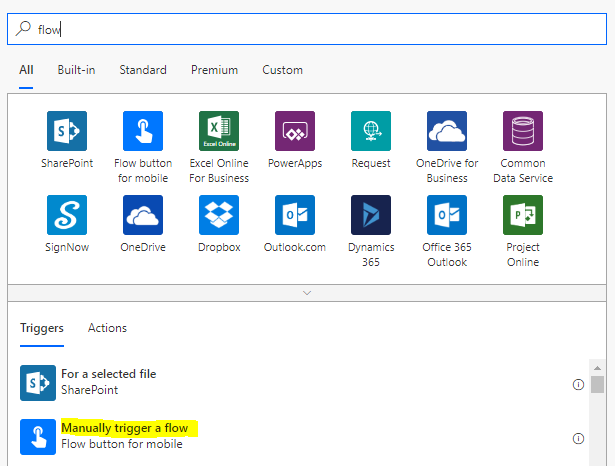 flow
All Built-in Standard Premium Custom
S X Excel Online
SharePoint Flow button Excel Online PowerApps Request OneDrive for Common
for mobile For Business Business Data Service
SignNow OneDrive Dropbox Outlook.com Dynamics Office 365 Project
365 Outlook Online
Triggers Actions
For a selected file
SharePoint
Manually trigger a flow
Flow button for mobile